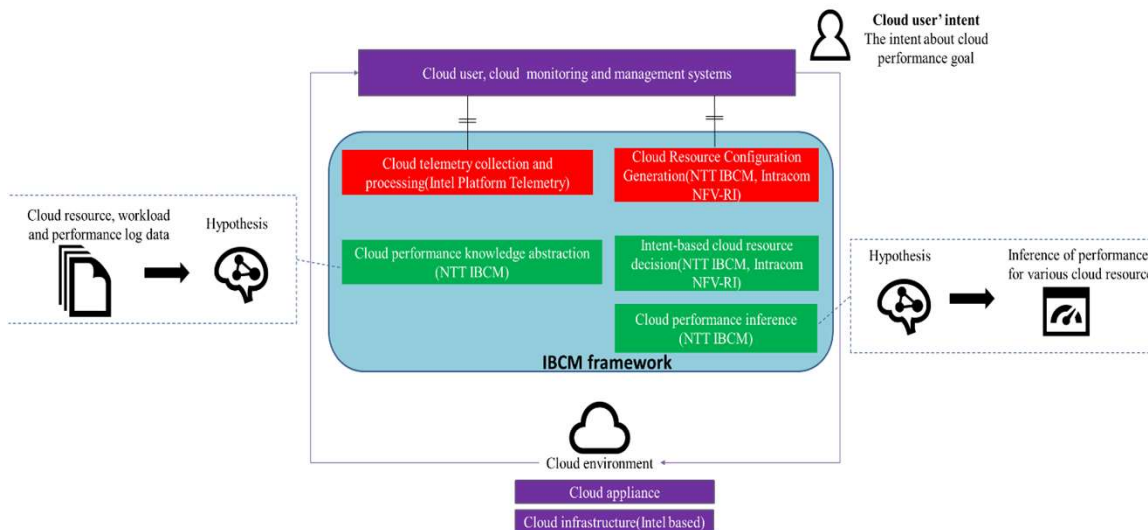 Cloud user' intent
The intent about cloud
performance goal
Cloud user, cloud monitoring and management systems
Cloud telemetry collection and
processing(Intel Platform Telemetry)
Cloud Resource Configuration
Generation(NTT IBCM, Intracom
NFV-RI)
Cloud resource, workload
and performance log data
Hypothesis
Cloud performance knowledge abstraction
(NTT IBCM)
Intent-based cloud resource
decision(NTT IBCM, Intracom
NFV-RI)
Cloud performance inference
(NTT IBCM)
Hypothesis
Inference of performance
for various cloud resource
IBCM framework
Cloud environment
Cloud appliance
Cloud infrastructure(Intel based)